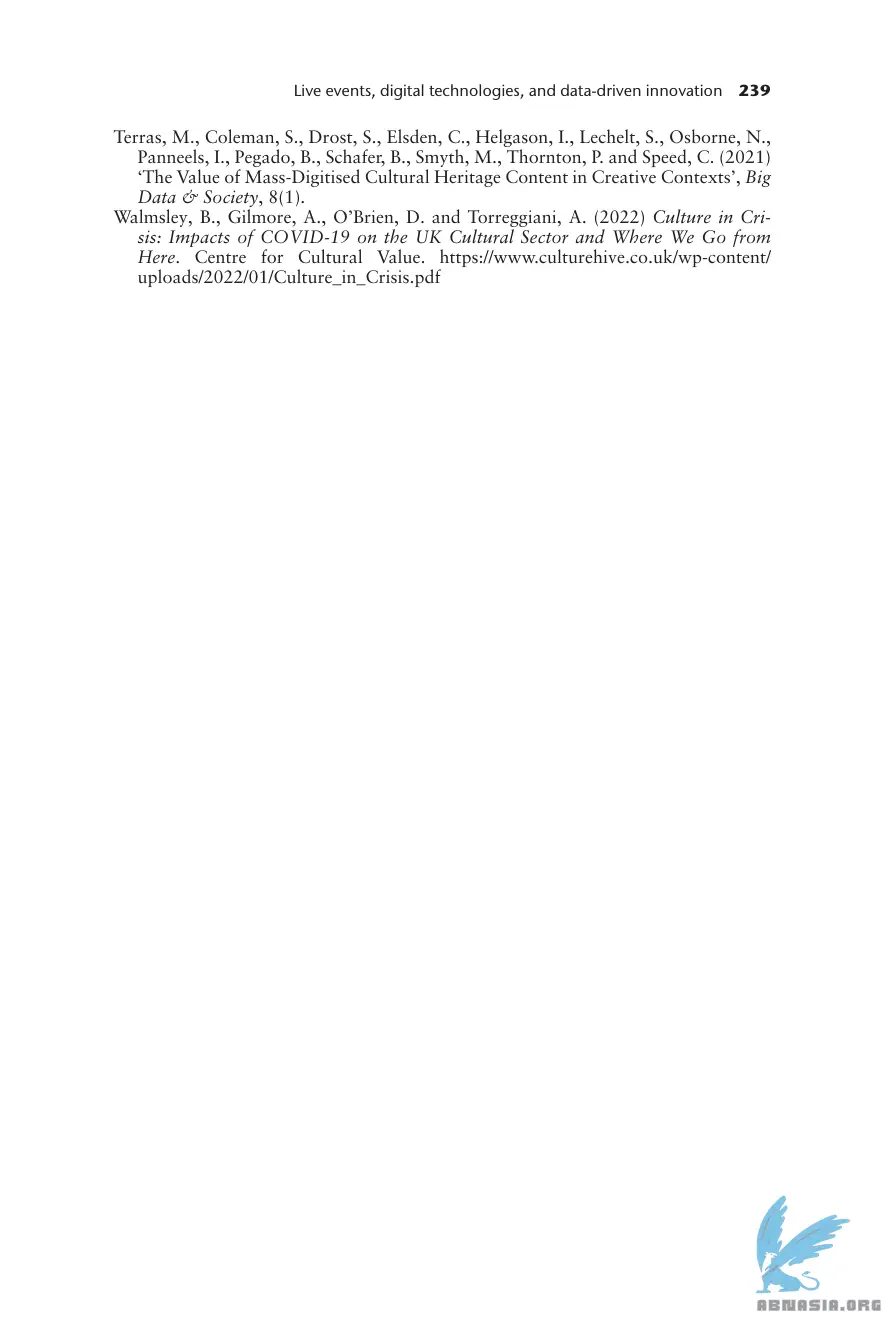 Live events, digital technologies, and data-driven innovation 239
Terras, M., Coleman, S., Drost, S., Elsden, C., Helgason, I., Lechelt, S., Osborne, N.,
Panneels, I., Pegado, B., Schafer, B., Smyth, M., Thornton, P. and Speed, C. (2021)
‘The Value of Mass-Digitised Cultural Heritage Content in Creative Contexts’, Big
Data & Society, 8(1).
Walmsley, B., Gilmore, A., O’Brien, D. and Torreggiani, A. (2022) Culture in Cri-
sis: Impacts of COVID-19 on the UK Cultural Sector and Where We Go from
Here. Centre for Cultural Value. https://www.culturehive.co.uk/wp-content/
uploads/2022/01/Culture_in_Crisis.pdf
ABNASIA.ORG